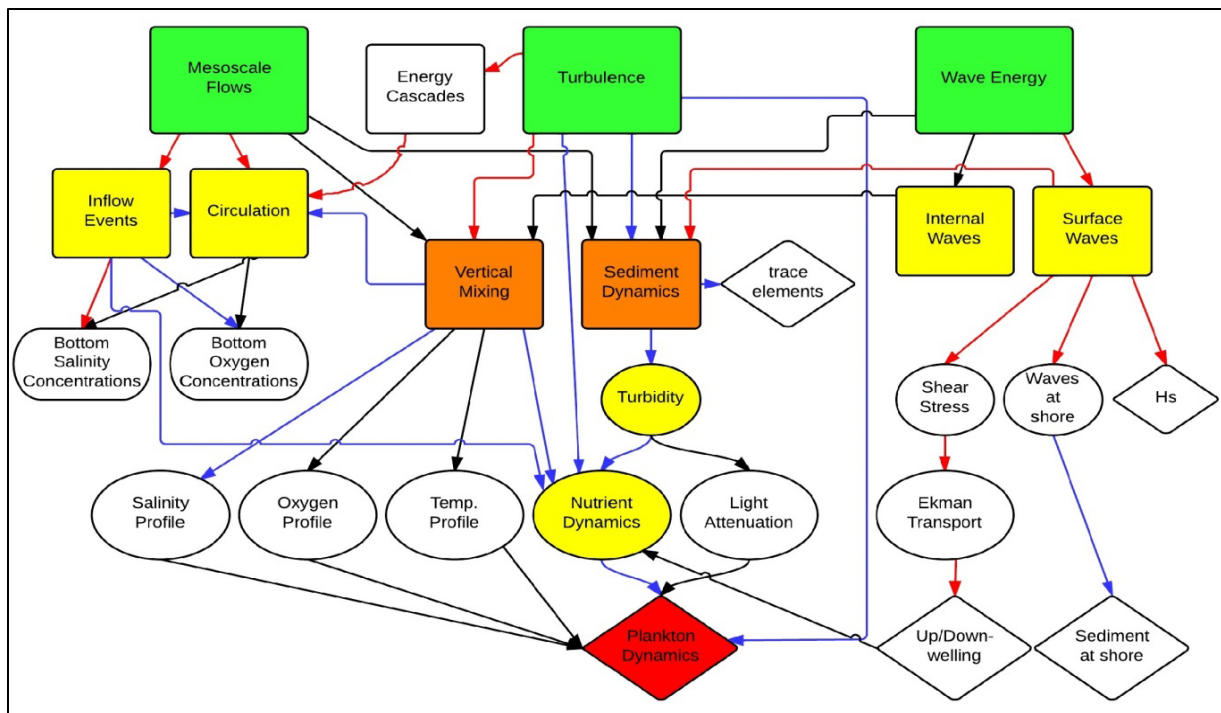 Mesoscale
Flows
Energy
Cascades
Turbulence
Wave Energy
Inflow
Events
Circulation
Internal
Waves
Surface
Waves
Vertical
Mixing
Sediment
Dynamics
trace
elements
Bottom
Salinity
Concentrations
Bottom
Oxygen
Concentrations
Turbidity
Shear
Stress
Waves
at
shore
Hs
Salinity
Profile
Oxygen
Profile
Temp.
Profile
Nutrient
Dynamics
Light
Attenuation
Ekman
Transport
Plankton
Dynamics
Up/Down-
welling
Sediment
at shore